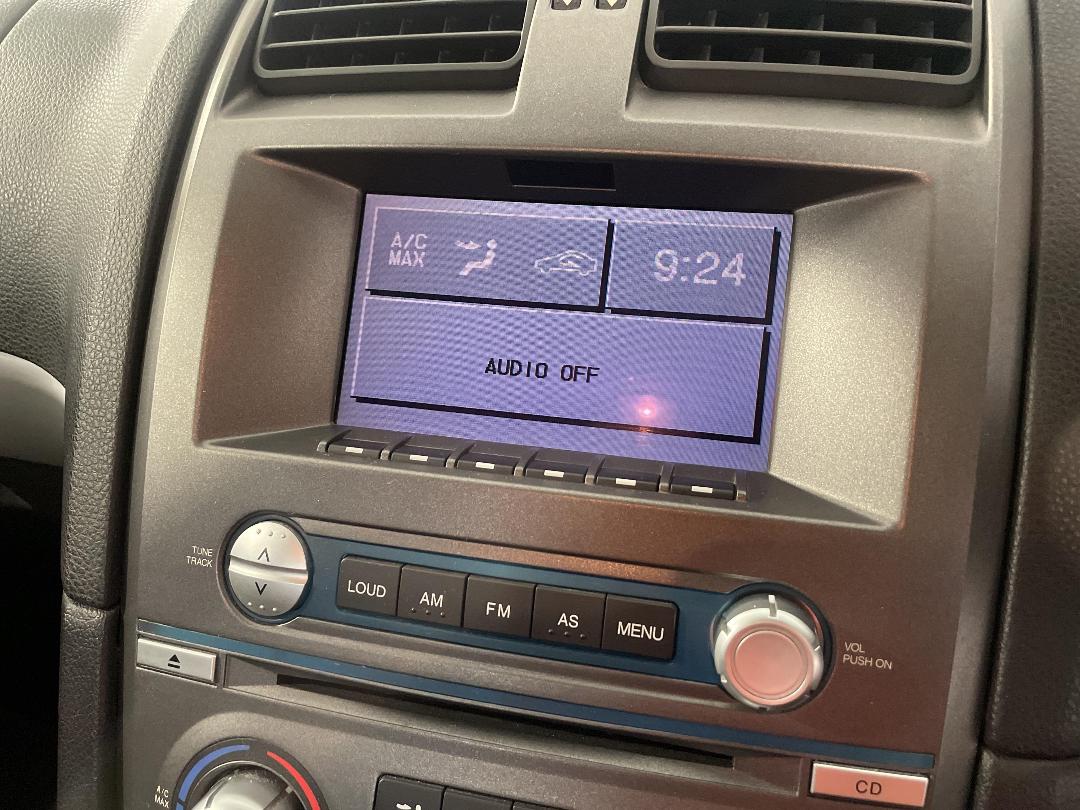 A/C
MAX
9:24
AUDIO OFF
TUNE
TRACK
LOUD
AM
FM
AS
MENU
VOL
PUSH ON
A/C
MAX
CD